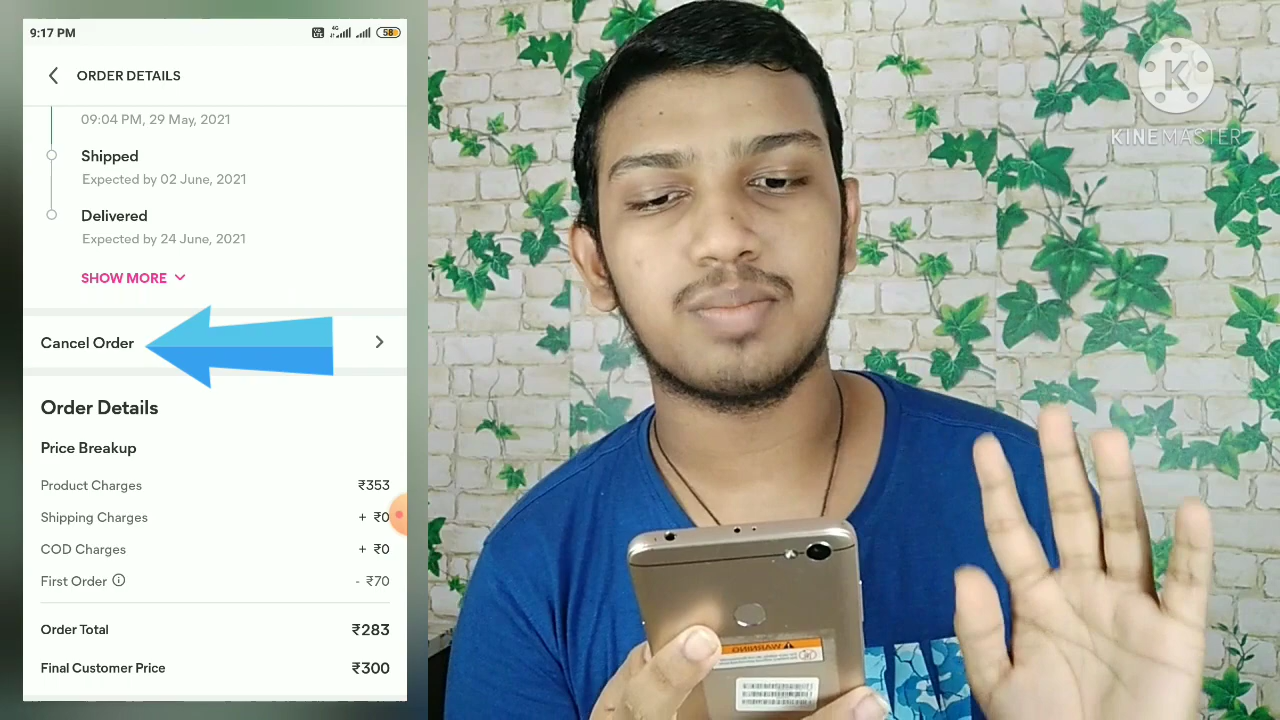 9:17 PM
4G
58
ORDER DETAILS
09:04 PM, 29 May, 2021
Shipped
Expected by 02 June, 2021
Delivered
Expected by 24 June, 2021
SHOW MORE
Cancel Order
Order Details
Price Breakup
Product Charges ₹353
Shipping Charges + ₹0
COD Charges + ₹0
First Order - ₹70
Order Total ₹283
Final Customer Price ₹300
K
KINEMASTER
WARNING